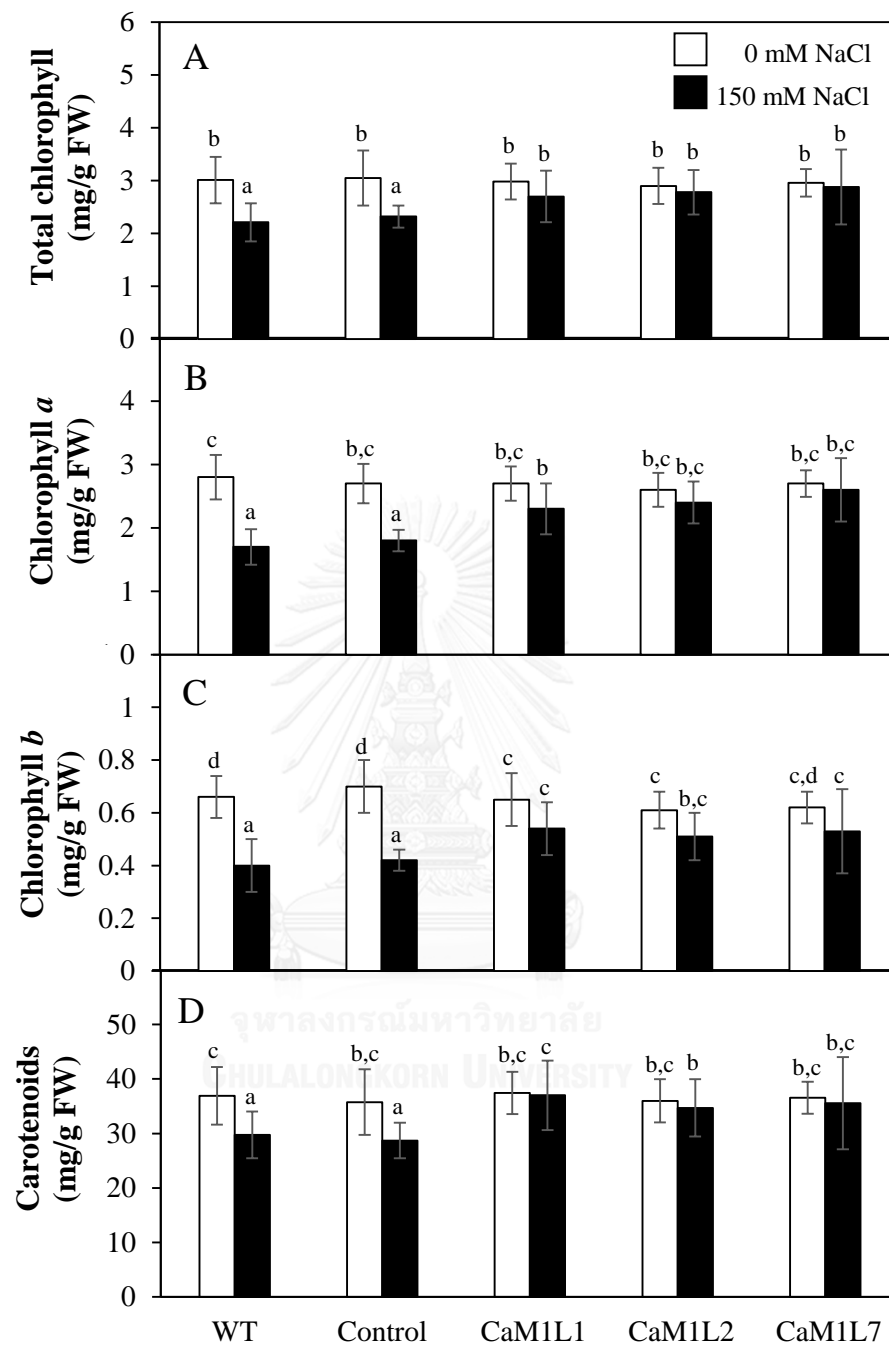 A
0 mM NaCl
150 mM NaCl
Total chlorophyll
(mg/g FW)
6
5
4
3
2
1
0
b a b a b b b b b b
B
Chlorophyll a
(mg/g FW)
4
3
2
1
0
c a b,c a b,c b b,c b,c b,c b,c
C
Chlorophyll b
(mg/g FW)
1
0.8
0.6
0.4
0.2
0
d a d a c c c b,c c,d c
D
Carotenoids
(mg/g FW)
50
40
30
20
10
0
c a b,c a b,c c b,c b b,c b,c
จุฬาลงกรณ์มหาวิทยาลัย
CHULALONGKORN UNIVERSITY
WT Control CaM1L1 CaM1L2 CaM1L7